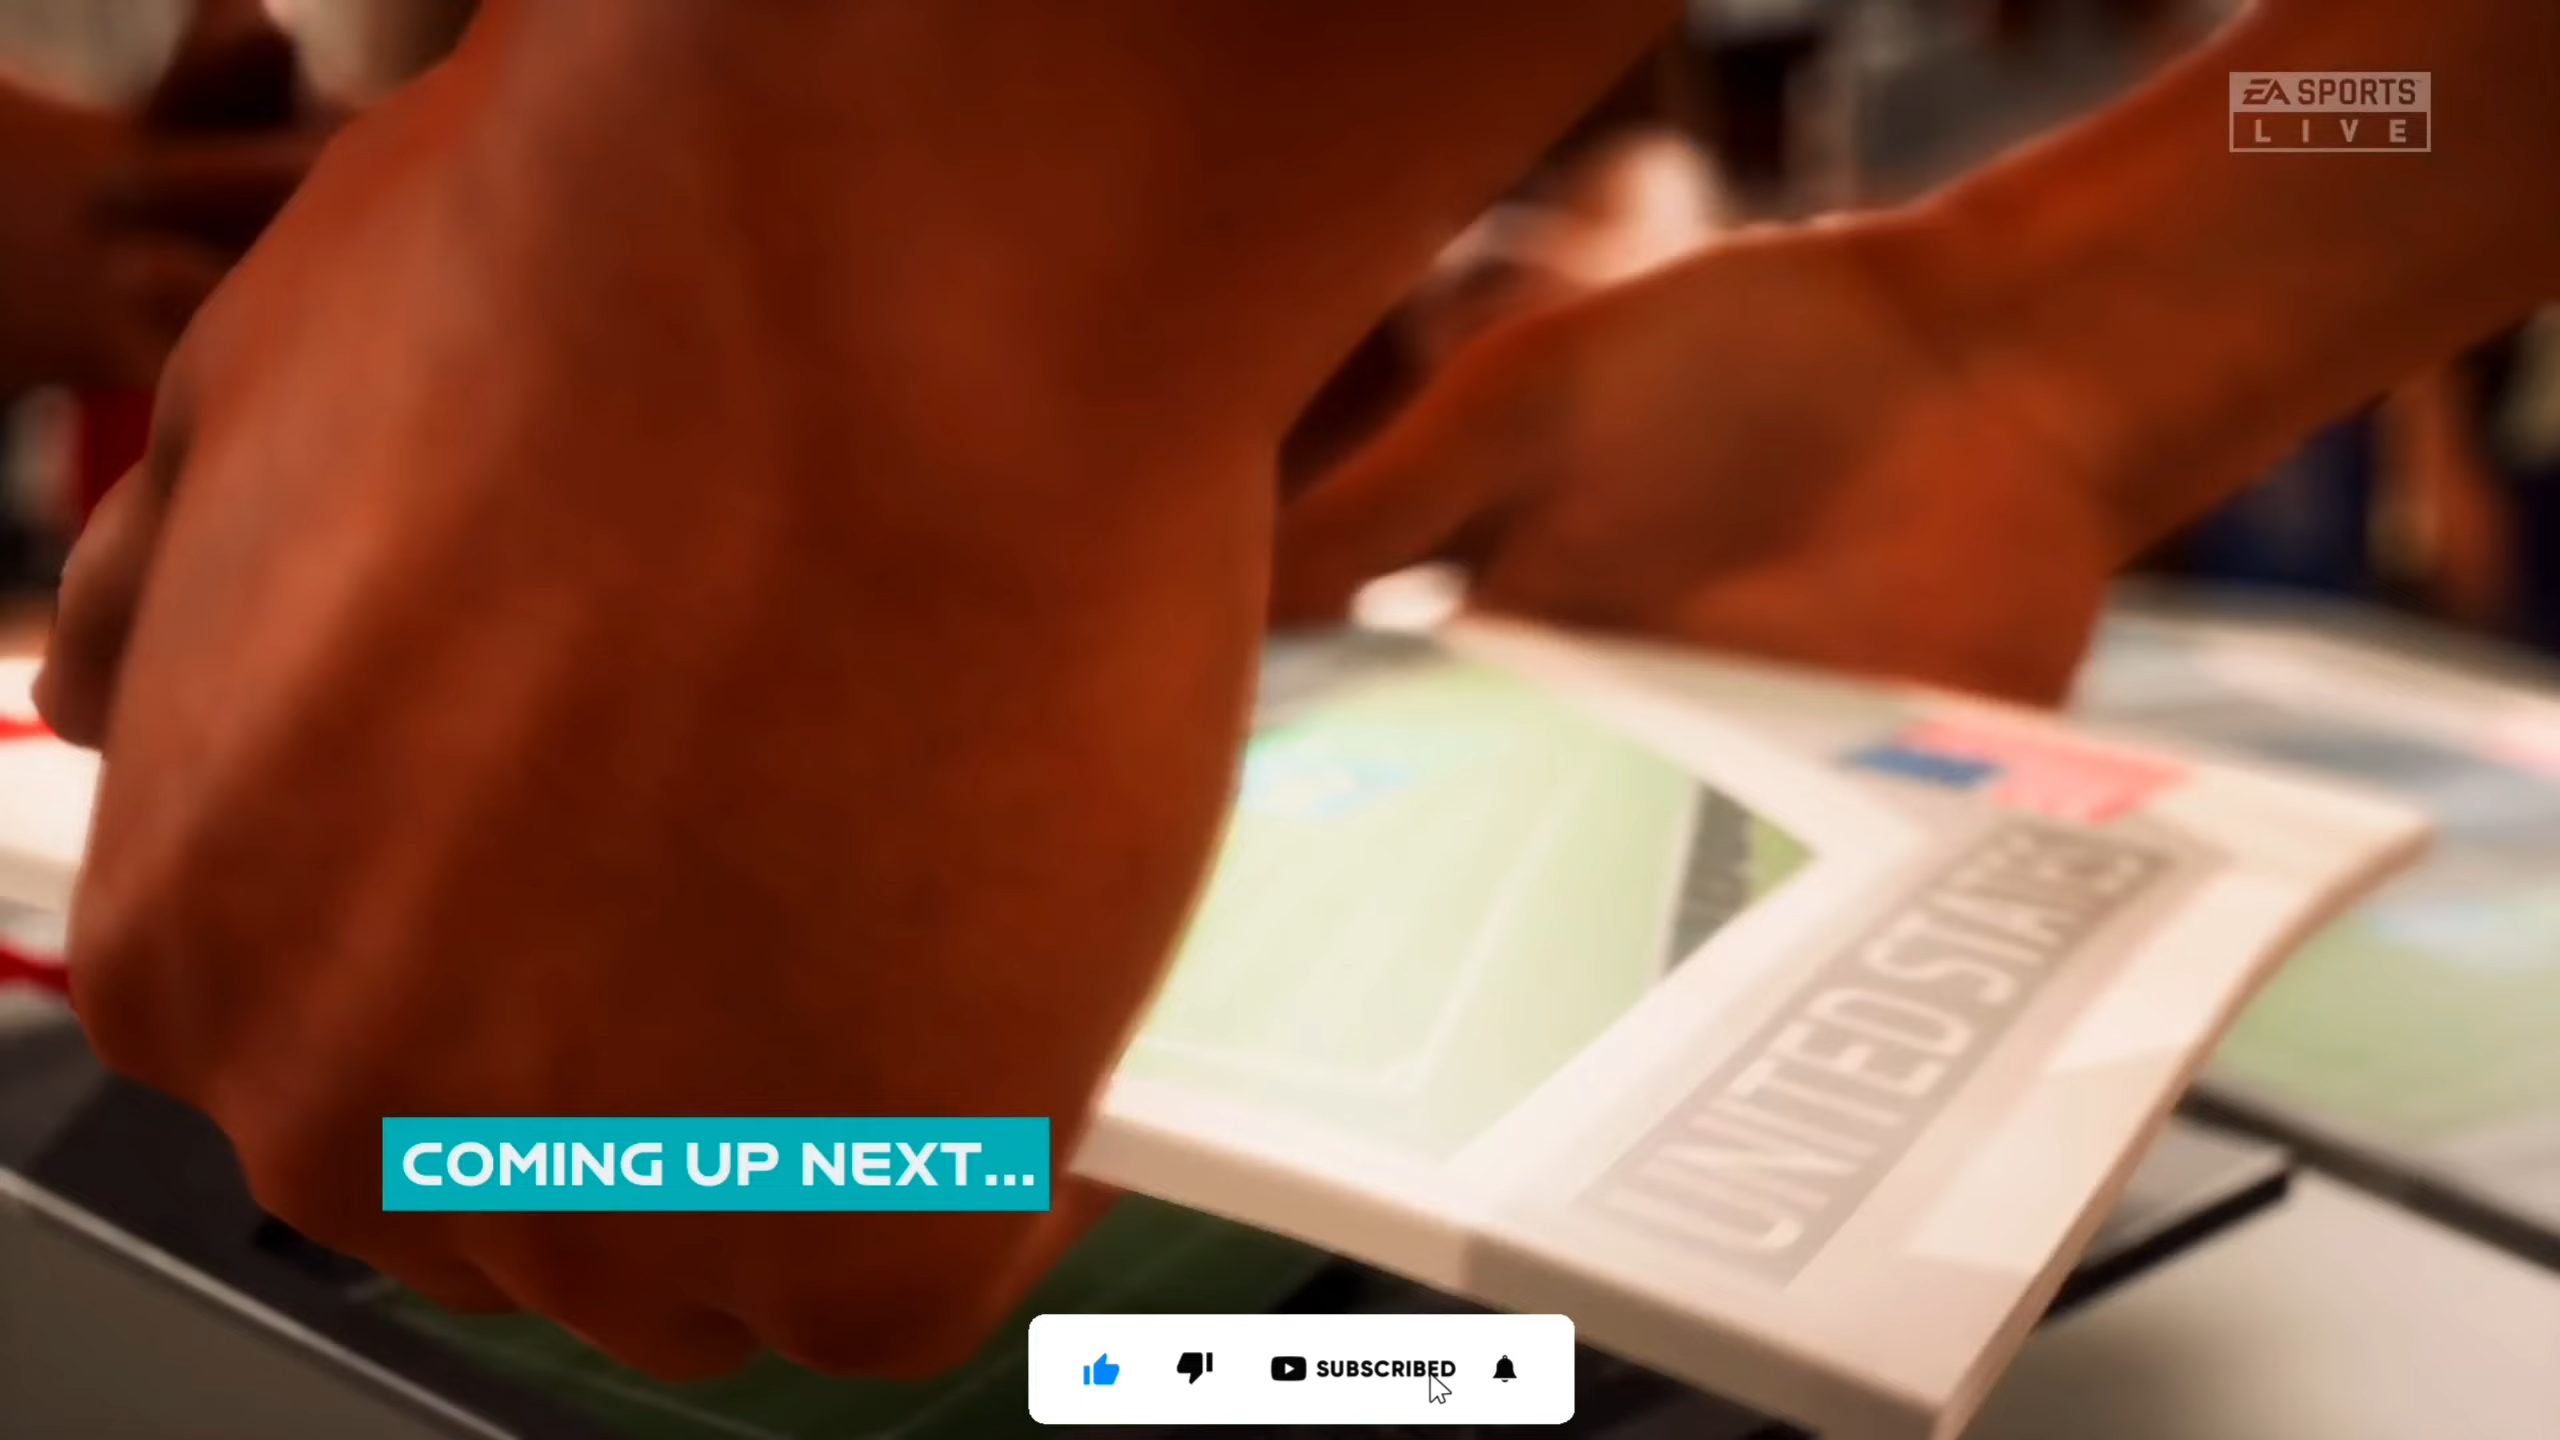 EA SPORTS
LIVE
UNITED STATES
COMING UP NEXT...
SUBSCRIBED